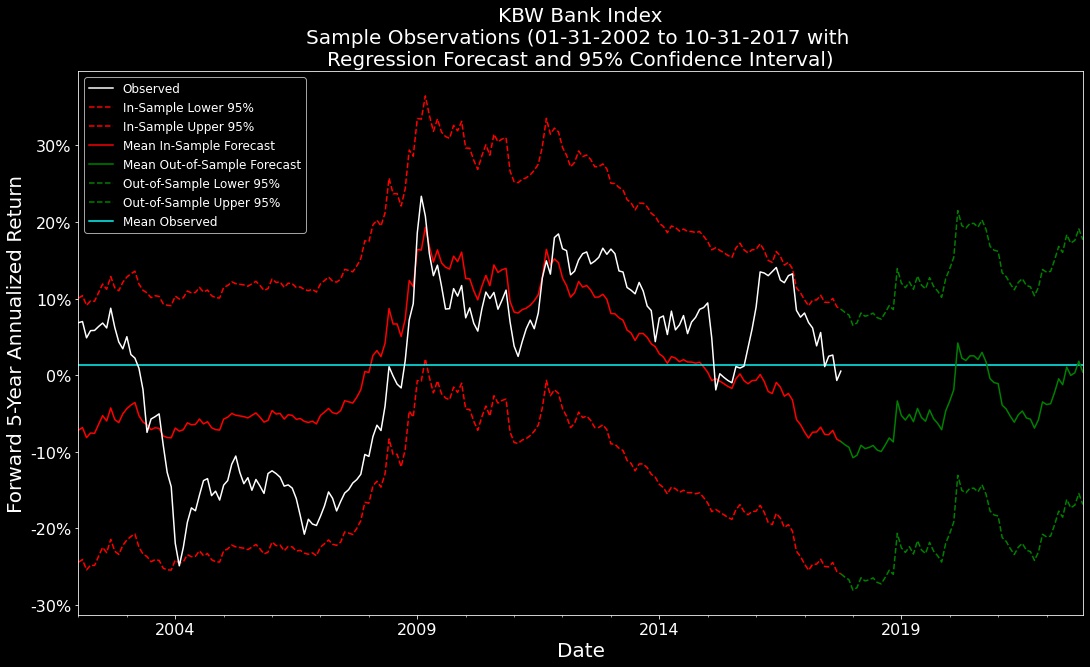 KBW Bank Index
Sample Observations (01-31-2002 to 10-31-2017 with
Regression Forecast and 95% Confidence Interval)
Observed
In-Sample Lower 95%
In-Sample Upper 95%
Mean In-Sample Forecast
Mean Out-of-Sample Forecast
Out-of-Sample Lower 95%
Out-of-Sample Upper 95%
Mean Observed
Forward 5-Year Annualized Return
30%
20%
10%
0%
-10%
-20%
-30%
2004
2009
2014
2019
Date